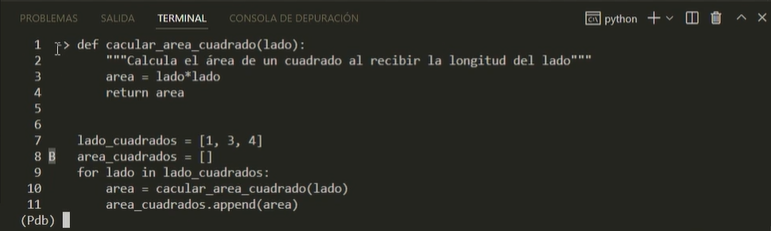 PROBLEMAS SALIDA TERMINAL CONSOLA DE DEPURACIÓN python
1 -> def cacular_area_cuadrado(lado):
2 """Calcula el área de un cuadrado al recibir la longitud del lado"""
3 area = lado*lado
4 return area
5
6
7 lado_cuadrados = [1, 3, 4]
8 B area_cuadrados = []
9 for lado in lado_cuadrados:
10 area = cacular_area_cuadrado(lado)
11 area_cuadrados.append(area)
(Pdb)